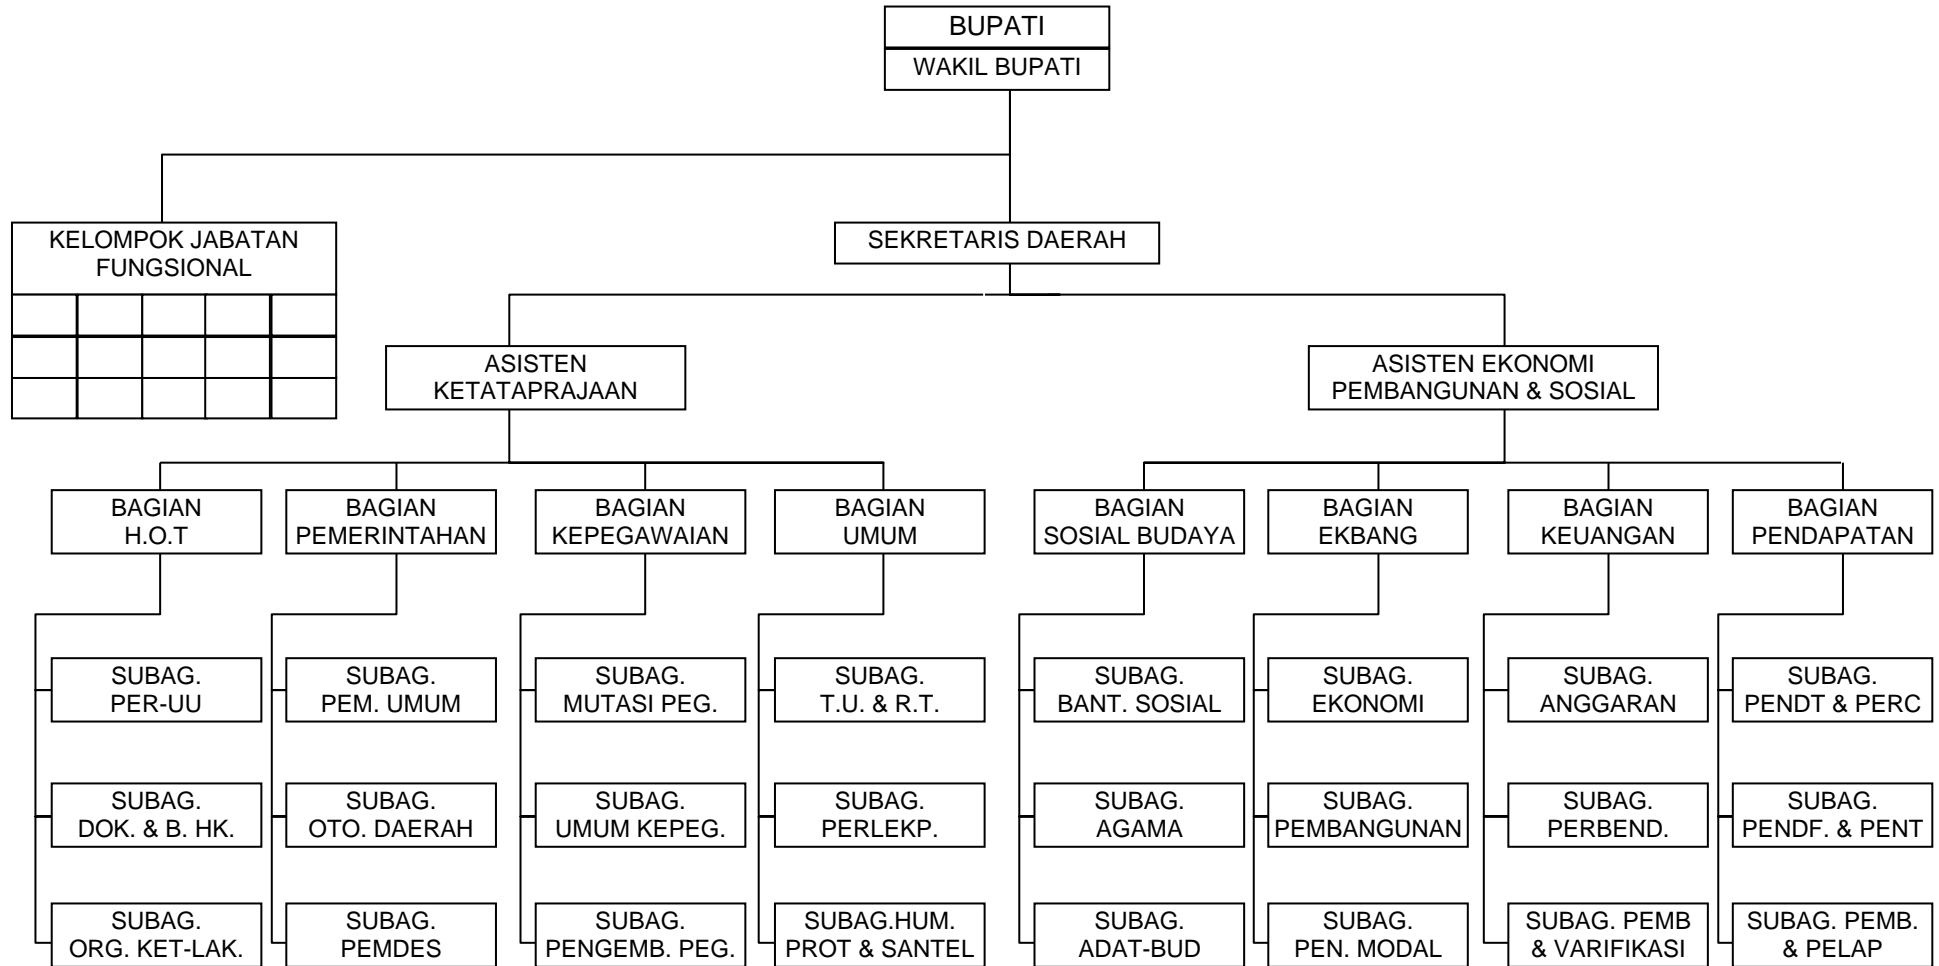 BUPATI
WAKIL BUPATI
KELOMPOK JABATAN
FUNGSIONAL
SEKRETARIS DAERAH
ASISTEN
KETATAPRAJAAN
ASISTEN EKONOMI
PEMBANGUNAN & SOSIAL
BAGIAN
H.O.T
BAGIAN
PEMERINTAHAN
BAGIAN
KEPEGAWAIAN
BAGIAN
UMUM
BAGIAN
SOSIAL BUDAYA
BAGIAN
EKBANG
BAGIAN
KEUANGAN
BAGIAN
PENDAPATAN
SUBAG.
PER-UU
SUBAG.
PEM. UMUM
SUBAG.
MUTASI PEG.
SUBAG.
T.U. & R.T.
SUBAG.
BANT. SOSIAL
SUBAG.
EKONOMI
SUBAG.
ANGGARAN
SUBAG.
PENDT & PERC
SUBAG.
DOK. & B. HK.
SUBAG.
OTO. DAERAH
SUBAG.
UMUM KEPEG.
SUBAG.
PERLEKP.
SUBAG.
AGAMA
SUBAG.
PEMBANGUNAN
SUBAG.
PERBEND.
SUBAG.
PENDF. & PENT
SUBAG.
ORG. KET-LAK.
SUBAG.
PEMDES
SUBAG.
PENGEMB. PEG.
SUBAG.HUM.
PROT & SANTEL
SUBAG.
ADAT-BUD
SUBAG.
PEN. MODAL
SUBAG. PEMB
& VARIFIKASI
SUBAG. PEMB.
& PELAP